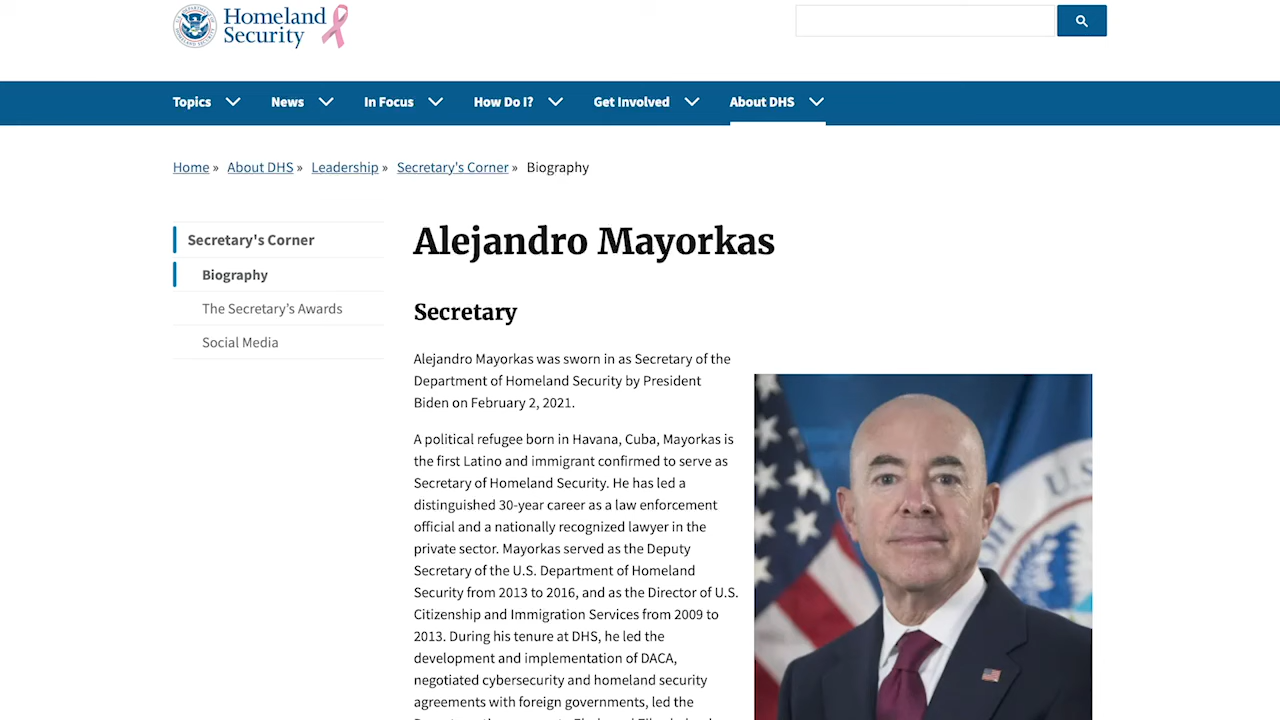 Homeland
Security
Topics
News
In Focus
How Do I?
Get Involved
About DHS
Home »
About DHS »
Leadership »
Secretary's Corner »
Biography
Secretary's Corner
Biography
The Secretary's Awards
Social Media
Alejandro Mayorkas
Secretary
Alejandro Mayorkas was sworn in as Secretary of the
Department of Homeland Security by President
Biden on February 2, 2021.
A political refugee born in Havana, Cuba, Mayorkas is
the first Latino and immigrant confirmed to serve as
Secretary of Homeland Security. He has led a
distinguished 30-year career as a law enforcement
official and a nationally recognized lawyer in the
private sector. Mayorkas served as the Deputy
Secretary of the U.S. Department of Homeland
Security from 2013 to 2016, and as the Director of U.S.
Citizenship and Immigration Services from 2009 to
2013. During his tenure at DHS, he led the
development and implementation of DACA,
negotiated cybersecurity and homeland security
agreements with foreign governments, led the
U.S.